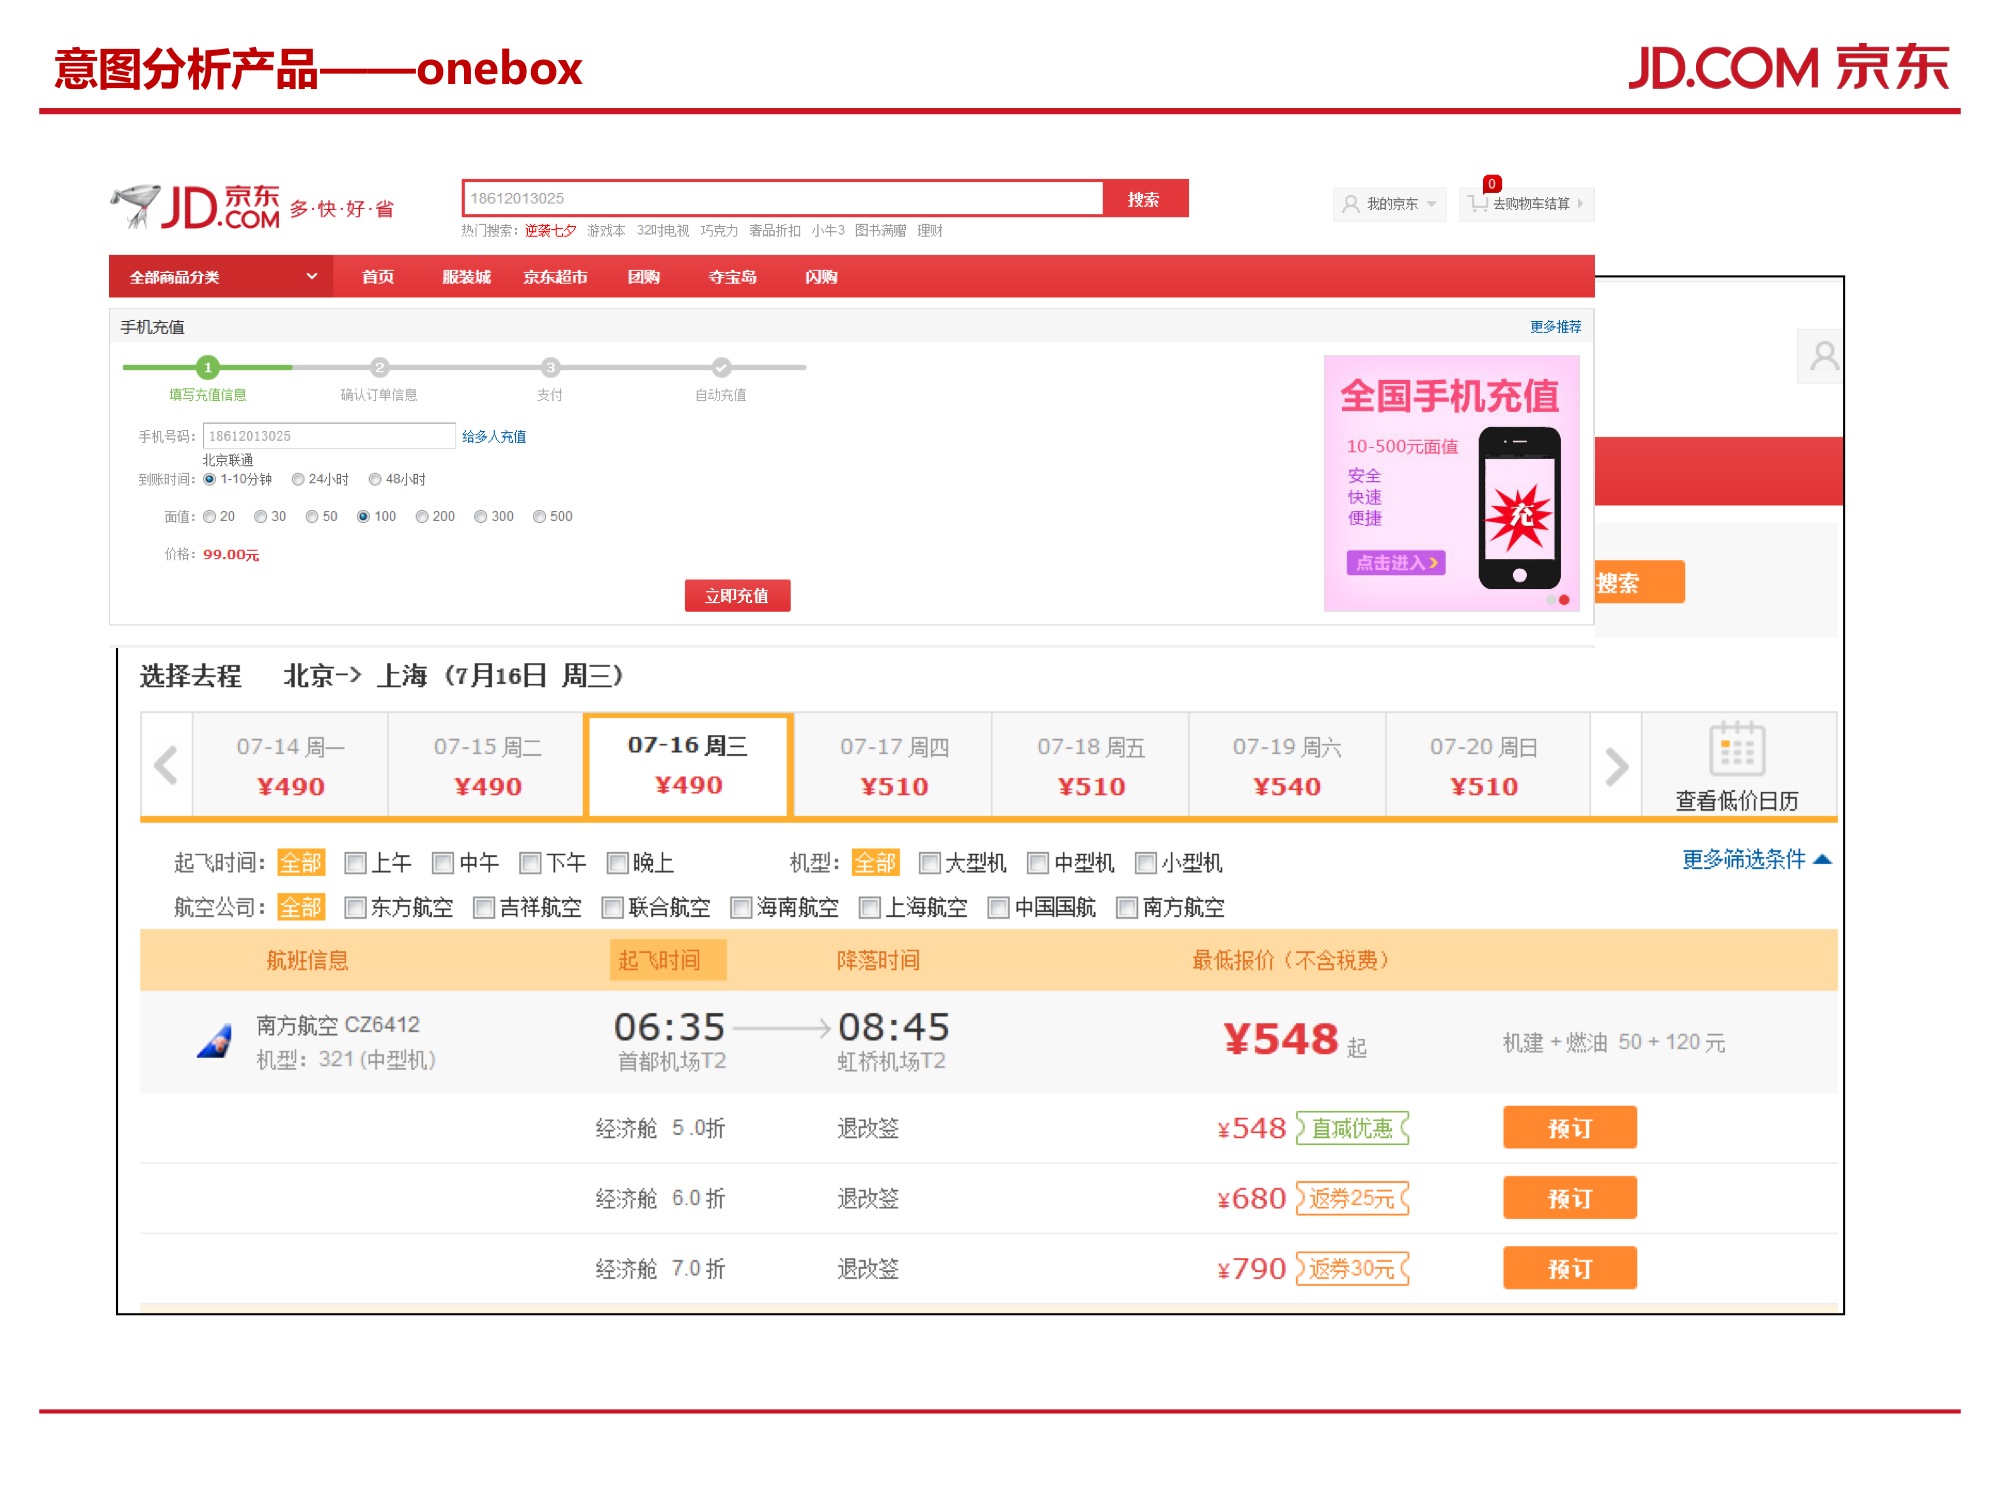 意图分析产品——onebox
JD.COM 京东
JD.京东.COM 多·快·好·省
18612013025 搜索
我的京东 0 去购物车结算
热门搜索： 逆袭七夕 游戏本 32吋电视 巧克力 奢品折扣 小牛3 图书满赠 理财
全部商品分类 首页 服装城 京东超市 团购 夺宝岛 闪购
手机充值 更多推荐
1 2 3
填写充值信息 确认订单信息 支付 自动充值
手机号码： 18612013025 给多人充值
北京联通
到账时间： 1-10分钟 24小时 48小时
面值： 20 30 50 100 200 300 500
价格： 99.00元
立即充值
全国手机充值
10-500元面值
安全
快速
便捷
充
点击进入
搜索
选择去程 北京-> 上海（7月16日 周三）
07-14 周一 07-15 周二 07-16 周三 07-17 周四 07-18 周五 07-19 周六 07-20 周日
¥490 ¥490 ¥490 ¥510 ¥510 ¥540 ¥510
查看低价日历
起飞时间： 全部 上午 中午 下午 晚上 机型： 全部 大型机 中型机 小型机 更多筛选条件
航空公司： 全部 东方航空 吉祥航空 联合航空 海南航空 上海航空 中国国航 南方航空
航班信息 起飞时间 降落时间 最低报价（不含税费）
南方航空 CZ6412 06:35 08:45 ¥548 起 机建 + 燃油 50 + 120 元
机型： 321 (中型机) 首都机场T2 虹桥机场T2
经济舱 5 .0折 退改签 ¥548 直减优惠 预订
经济舱 6.0 折 退改签 ¥680 返券25元 预订
经济舱 7.0 折 退改签 ¥790 返券30元 预订